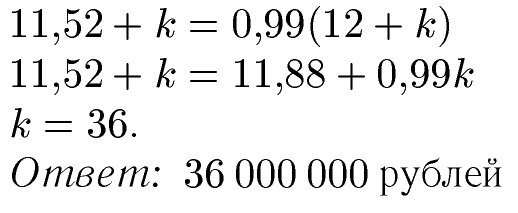 11,52 + k = 0,99(12 + k)
11,52 + k = 11,88 + 0,99k
k = 36.
Ответ: 36 000 000 рублей